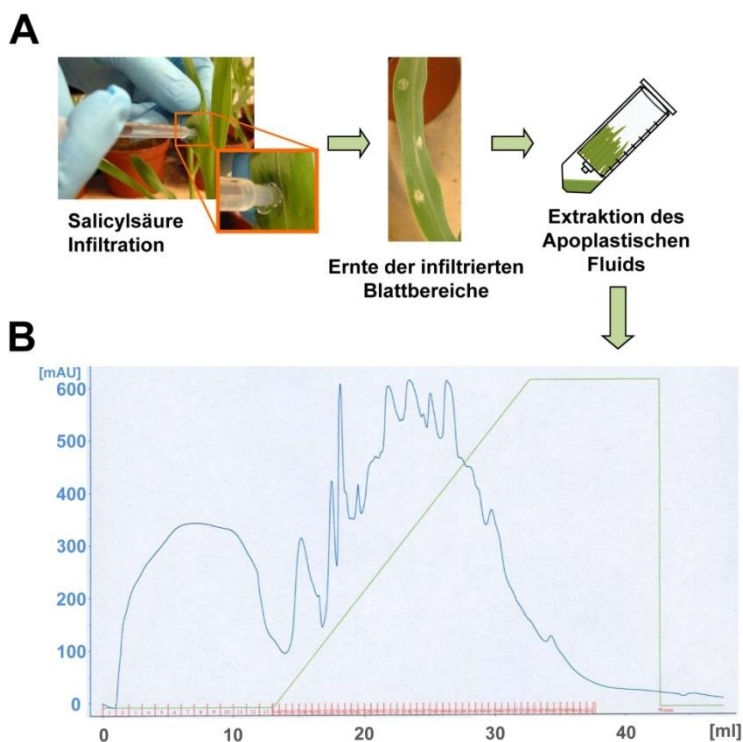 A
Salicylsäure
Infiltration
Ernte der infiltrierten
Blattbereiche
Extraktion des
Apoplastischen
Fluids
B
[mAU]
600
500
400
300
200
100
0
0 10 20 30 40 [ml]